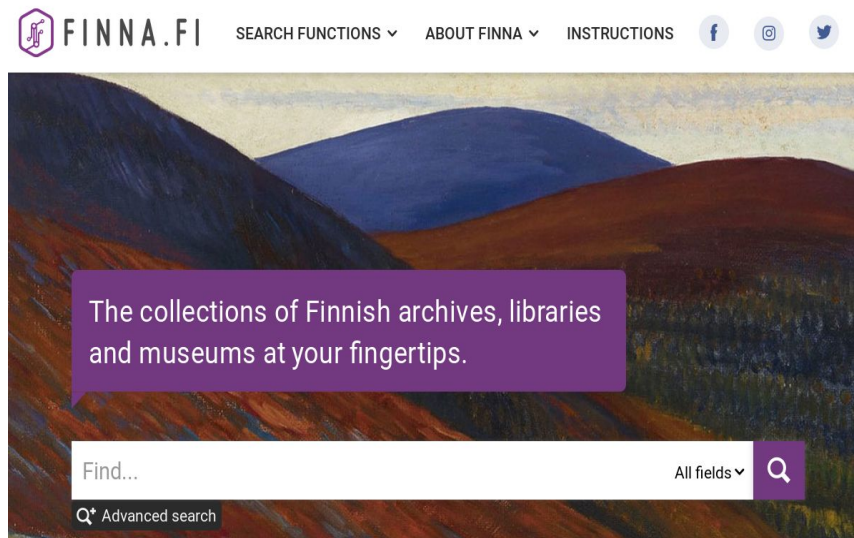 FINNA.FI
SEARCH FUNCTIONS
ABOUT FINNA
INSTRUCTIONS
The collections of Finnish archives, libraries
and museums at your fingertips.
Find...
All fields
Advanced search